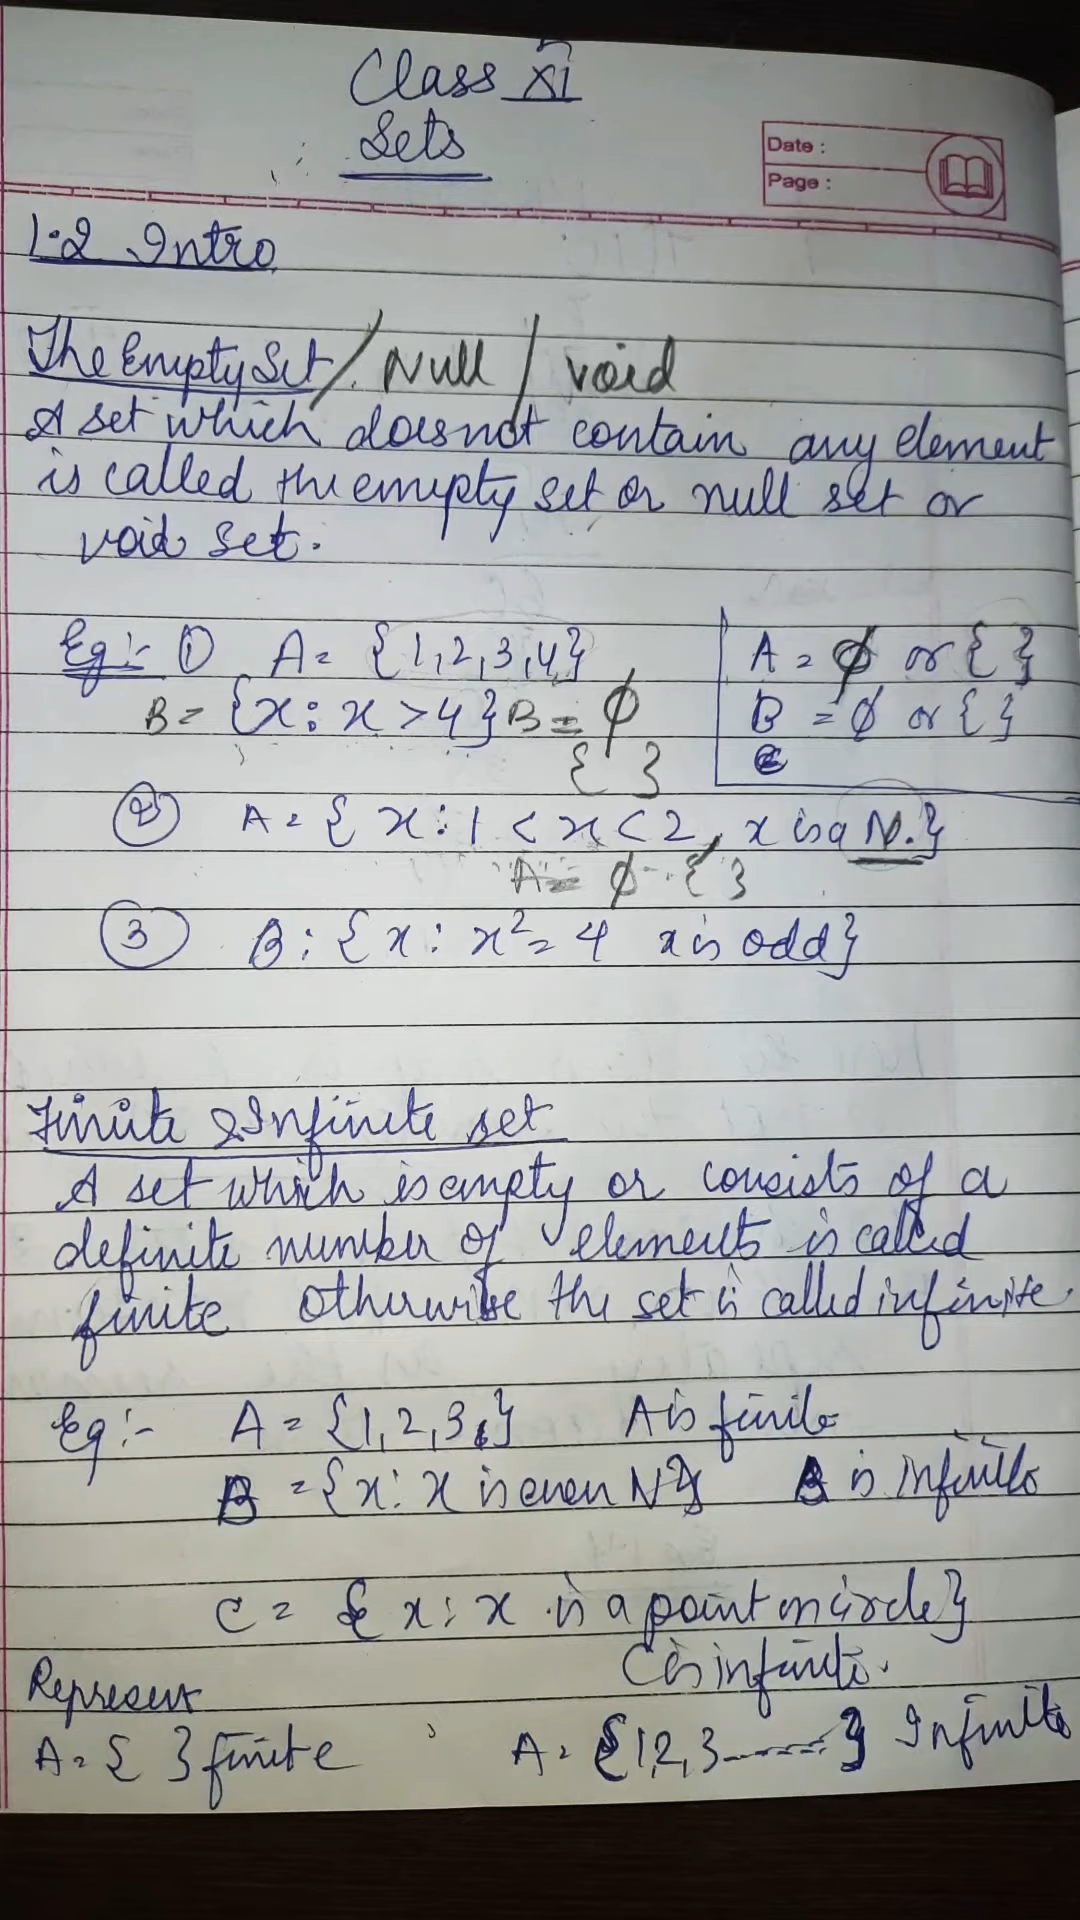 Class XI
Sets
Date :
Page :
1.2 Intro
The Empty Set / Null / void
A set which does not contain any element
is called the empty set or null set or
void set.
Eg:- ① A = {1,2,3,4}
B = {x : x > 4} B = ϕ
{ }
A = ϕ or { }
B = ϕ or { }
② A = { x : 1 < x < 2, x is a N.}
A = ϕ { }
③ B : {x : x² = 4 x is odd}
Finite & Infinite set
A set which is empty or consists of a
definite number of elements is called
finite otherwise the set is called infinite.
Eg :- A = {1,2,3,} A is finite
B = {x : x is even N} B is infinite
C = { x : x is a point on circle}
C is infinite.
Represent
A = { } finite , A = {1,2,3------} Infinite